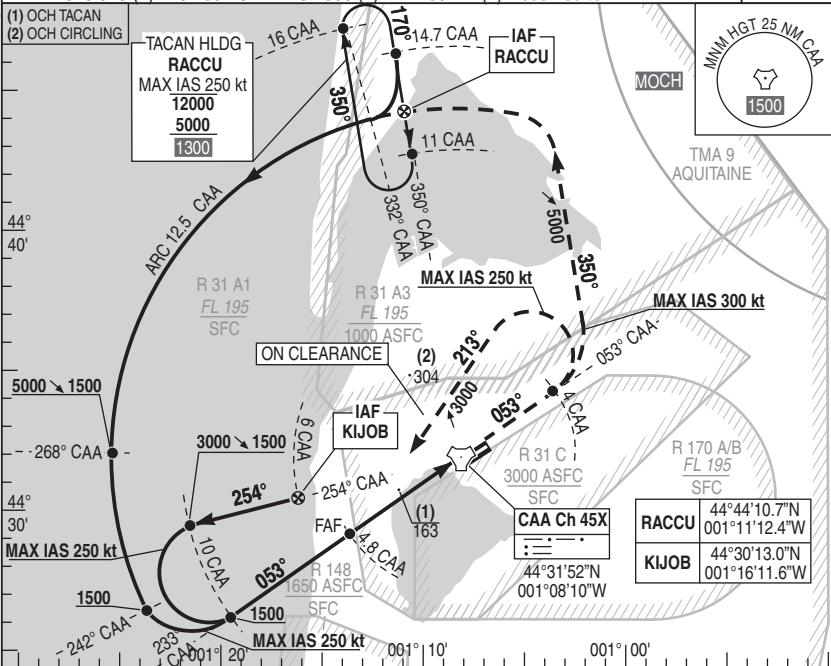 (1) OCH TACAN
(2) OCH CIRCLING
TACAN HLDG
RACCU
MAX IAS 250 kt
12000
5000
1300
16 CAA
170°
14.7 CAA
IAF
RACCU
MOCH
MNM HGT 25 NM CAA
1500
350°
11 CAA
TMA 9
AQUITAINE
332° CAA
350° CAA
44°
40'
ARC 12.5 CAA
5000
350°
R 31 A1
FL 195
SFC
R 31 A3
FL 195
1000 ASFC
MAX IAS 250 kt
MAX IAS 300 kt
ON CLEARANCE
213°
(2)
304
3000
053° CAA
053°
4 CAA
5000 ↘ 1500
IAF
KIJOB
6 CAA
3000 ↘ 1500
268° CAA
254°
254° CAA
R 31 C
3000 ASFC
SFC
R 170 A/B
FL 195
SFC
44°
30'
(1)
163
CAA Ch 45X
44°31'52"N
001°08'10"W
RACCU
44°44'10.7"N
001°11'12.4"W
KIJOB
44°30'13.0"N
001°16'11.6"W
FAF
4.8 CAA
MAX IAS 250 kt
10 CAA
053°
R 148
1650 ASFC
SFC
1500
1500
242° CAA
233°
CAA
MAX IAS 250 kt
001° 20'
001° 10'
001° 00'